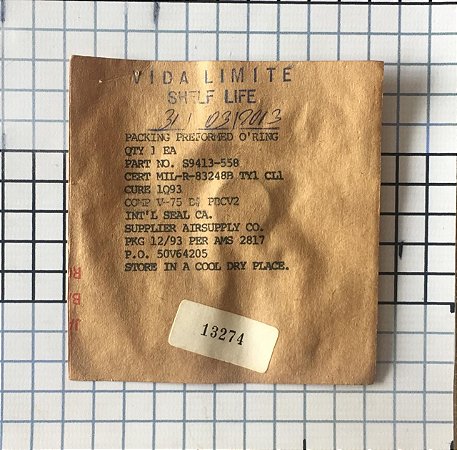 VIDA LIMITE
SHELF LIFE
31 / 03/2013
PACKING PREFORMED O'RING
QTY 1 EA
PART NO. S9413-558
CERT MIL-R-83248B TY1 CL1
CURE 1Q93
COMP V-75 PDCV2
INT'L SEAL CA.
SUPPLIER AIRSUPPLY CO.
PKG 12/93 PER AMS 2817
P.O. 50V64205
STORE IN A COOL DRY PLACE.
13274